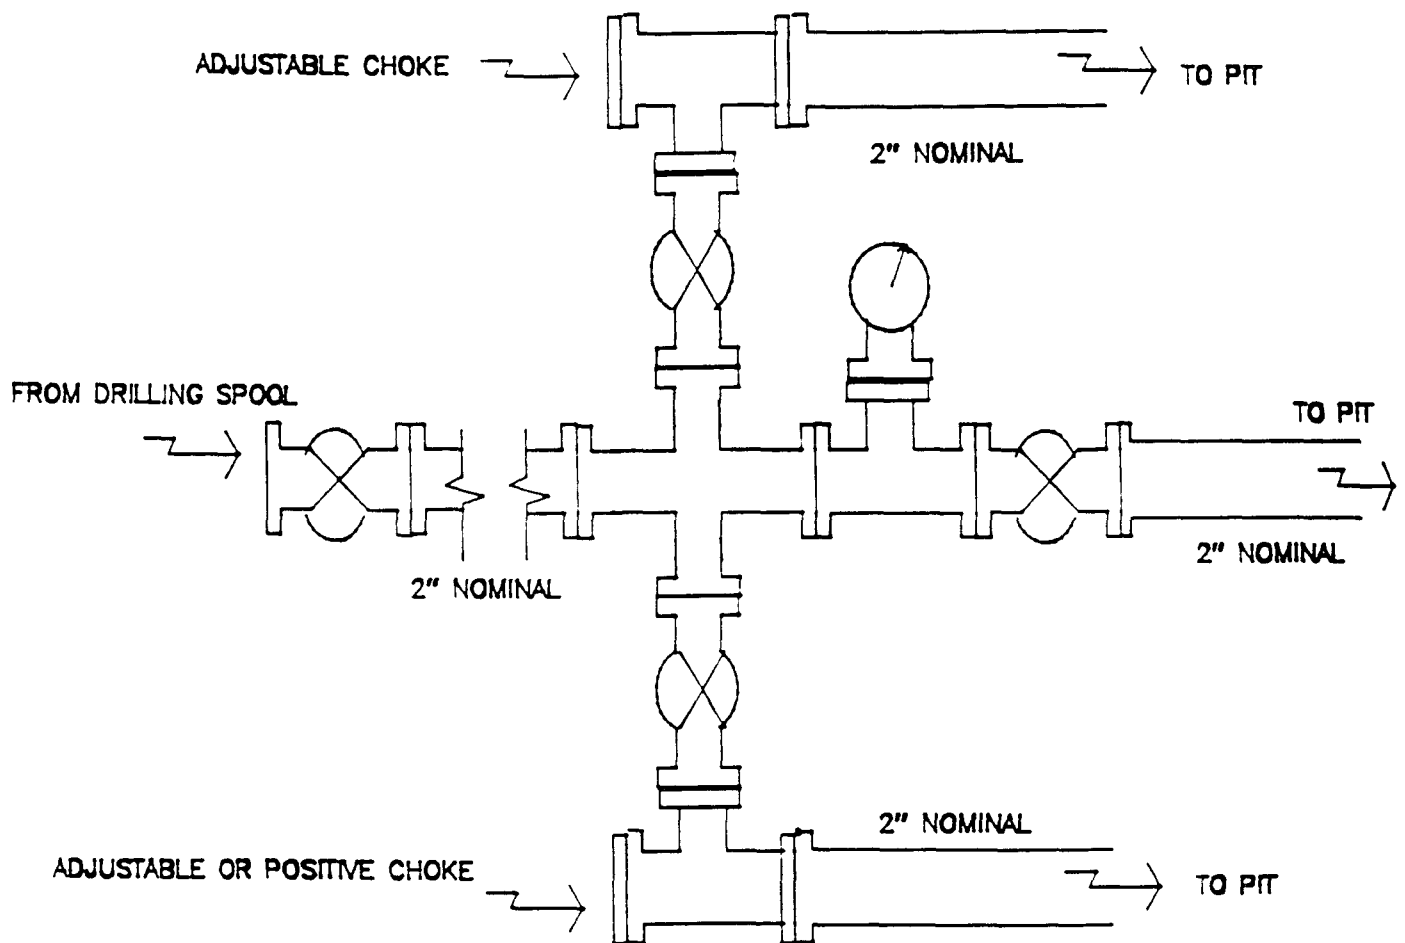 ADJUSTABLE CHOKE
TO PIT
2" NOMINAL
FROM DRILLING SPOOL
TO PIT
2" NOMINAL
2" NOMINAL
2" NOMINAL
ADJUSTABLE OR POSITIVE CHOKE
TO PIT